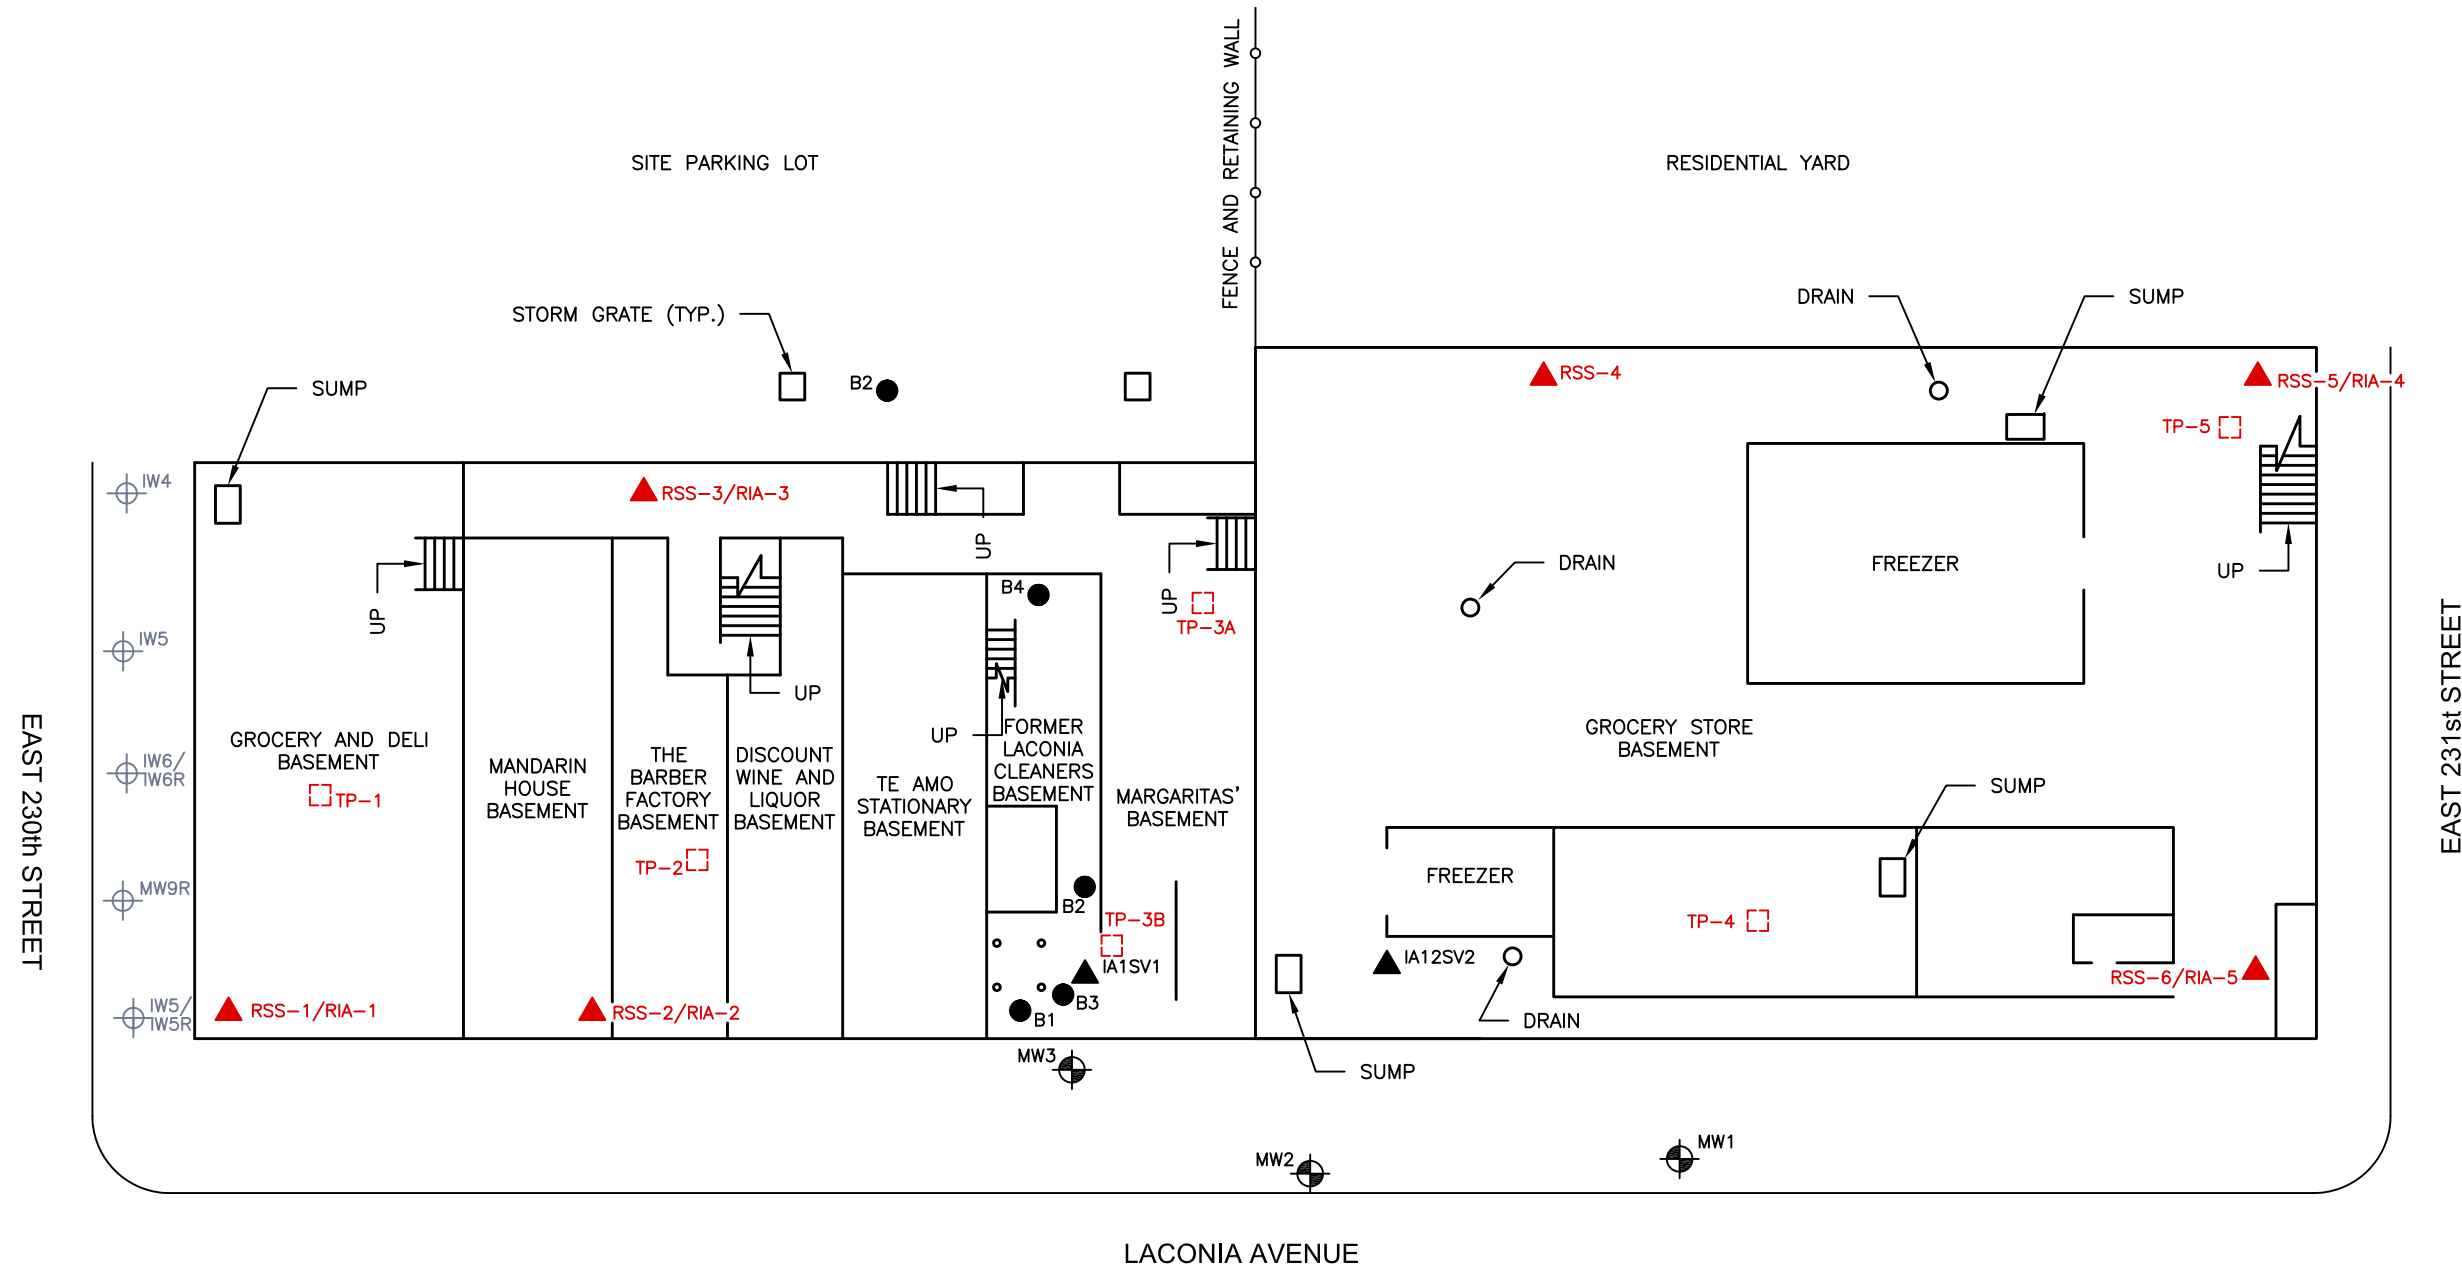 FENCE AND RETAINING WALL
SITE PARKING LOT
RESIDENTIAL YARD
STORM GRATE (TYP.)
DRAIN
SUMP
B2
SUMP
RSS-4
RSS-5/RIA-4
TP-5
IW4
RSS-3/RIA-3
UP
UP
UP
UP
DRAIN
FREEZER
UP
B4
TP-3A
IW5
UP
UP
EAST 230th STREET
EAST 231st STREET
GROCERY AND DELI
BASEMENT
TP-1
MANDARIN
HOUSE
BASEMENT
THE
BARBER
FACTORY
BASEMENT
TP-2
DISCOUNT
WINE AND
LIQUOR
BASEMENT
TE AMO
STATIONARY
BASEMENT
FORMER
LACONIA
CLEANERS
BASEMENT
MARGARITAS'
BASEMENT
GROCERY STORE
BASEMENT
IW6/
IW6R
SUMP
FREEZER
MW9R
B2
TP-3B
TP-4
IA1SV1
IA12SV2
RSS-6/RIA-5
IW5/
IW5R
RSS-1/RIA-1
RSS-2/RIA-2
B1
B3
DRAIN
MW3
SUMP
MW2
MW1
LACONIA AVENUE